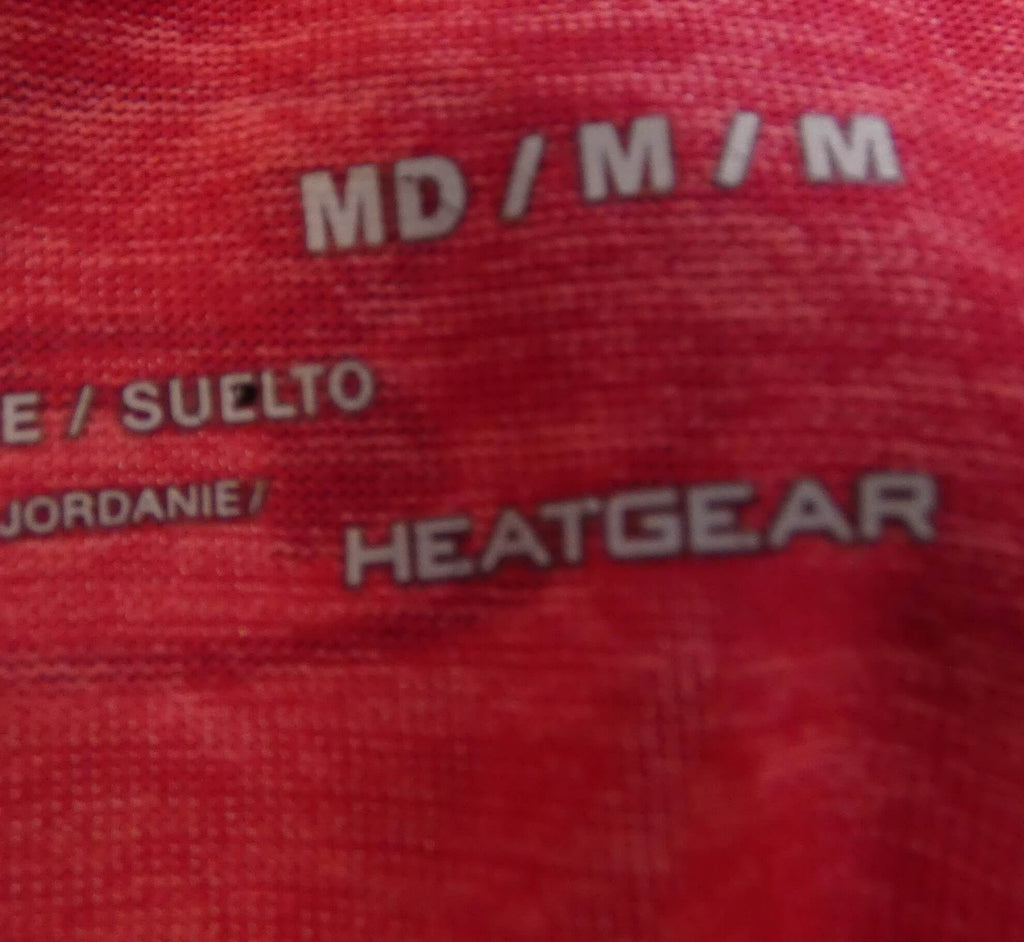 MD / M / M
E / SUELTO
JORDANIE /
HEATGEAR